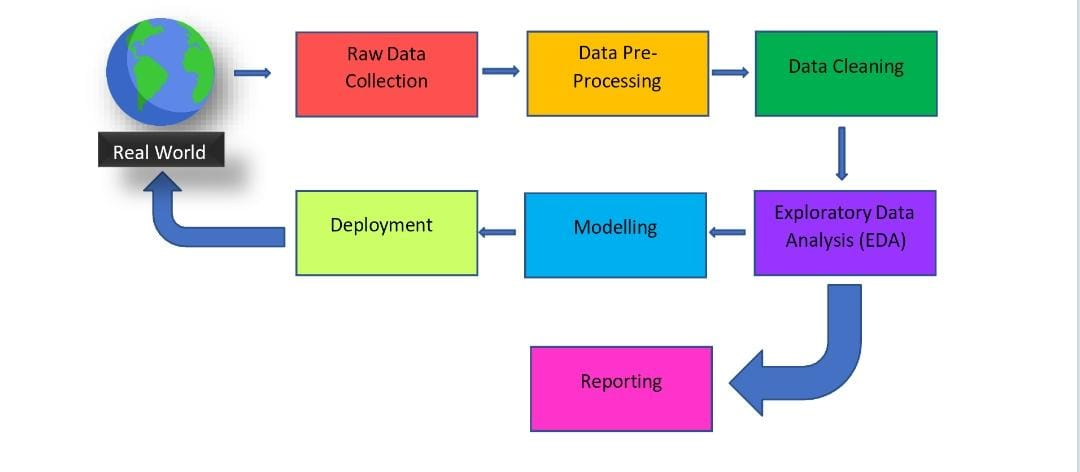 Raw Data
Collection
Data Pre-
Processing
Data Cleaning
Real World
Deployment
Modelling
Exploratory Data
Analysis (EDA)
Reporting